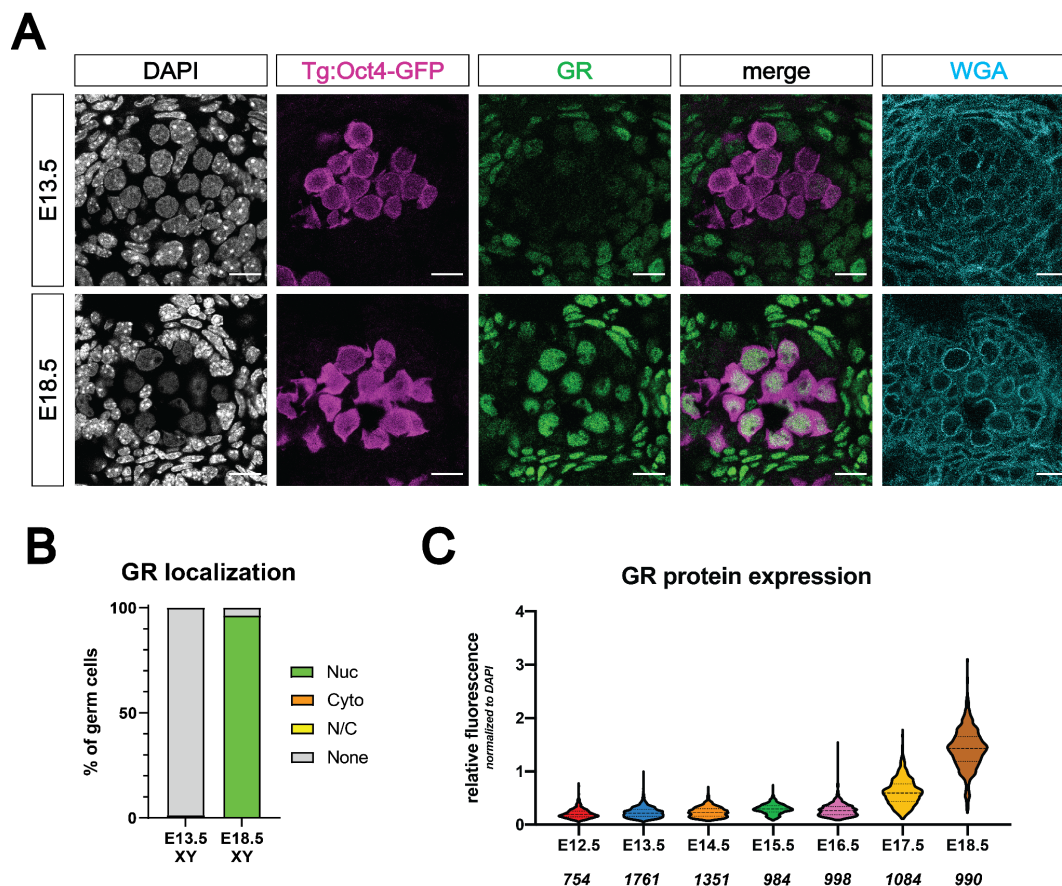 A
DAPI
Tg:Oct4-GFP
GR
merge
WGA
E13.5
E18.5
B
GR localization
% of germ cells
100
50
0
E13.5
XY
E18.5
XY
Nuc
Cyto
N/C
None
C
GR protein expression
relative fluorescence
normalized to DAPI
4
3
2
1
0
E12.5 E13.5 E14.5 E15.5 E16.5 E17.5 E18.5
754 1761 1351 984 998 1084 990